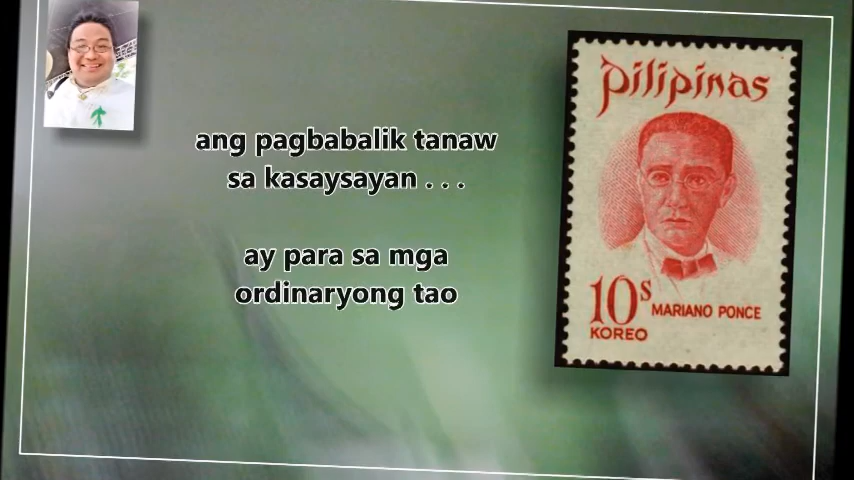 ang pagbabalik tanaw
sa kasaysayan . . .
ay para sa mga
ordinaryong tao
Pilipinas
10s
MARIANO PONCE
KOREO